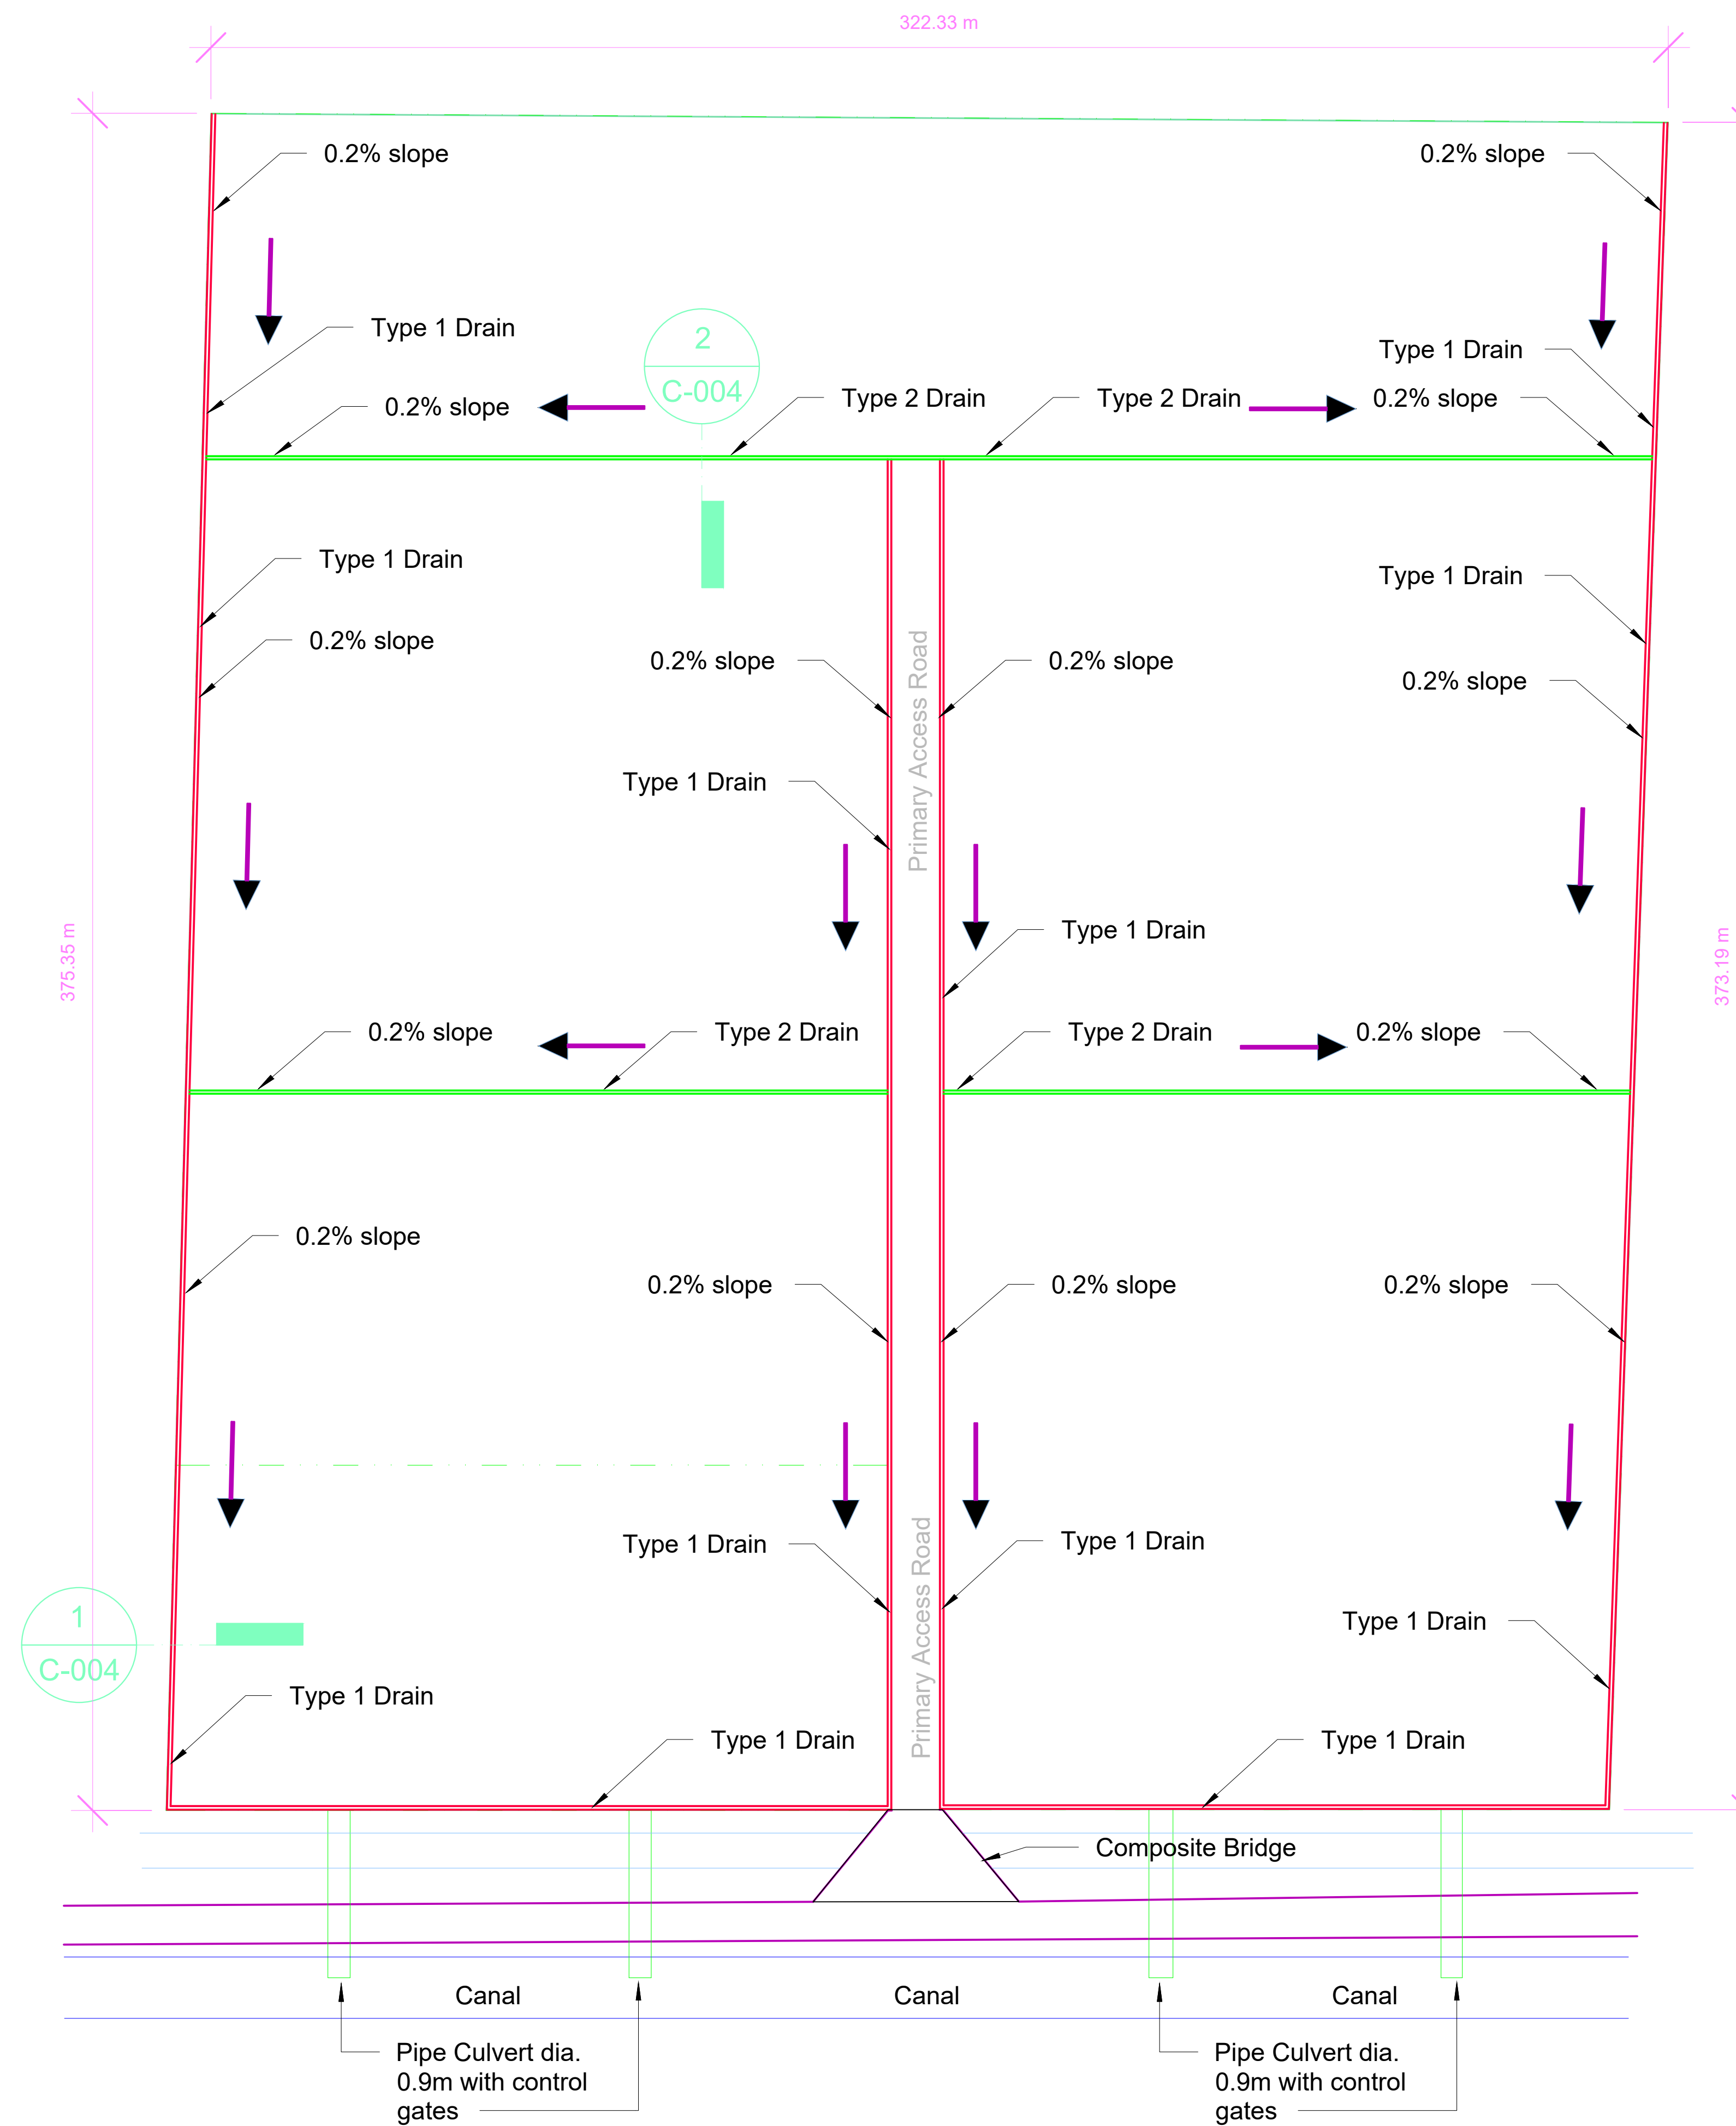 322.33 m
0.2% slope
0.2% slope
Type 1 Drain
2
C-004
Type 1 Drain
0.2% slope
Type 2 Drain
Type 2 Drain
0.2% slope
Type 1 Drain
Type 1 Drain
0.2% slope
0.2% slope
Primary Access Road
0.2% slope
0.2% slope
Type 1 Drain
375.35 m
373.19 m
Type 1 Drain
0.2% slope
Type 2 Drain
Type 2 Drain
0.2% slope
0.2% slope
0.2% slope
0.2% slope
0.2% slope
Type 1 Drain
Primary Access Road
Type 1 Drain
1
C-004
Type 1 Drain
Type 1 Drain
Type 1 Drain
Type 1 Drain
Composite Bridge
Canal
Canal
Canal
Pipe Culvert dia.
0.9m with control
gates
Pipe Culvert dia.
0.9m with control
gates